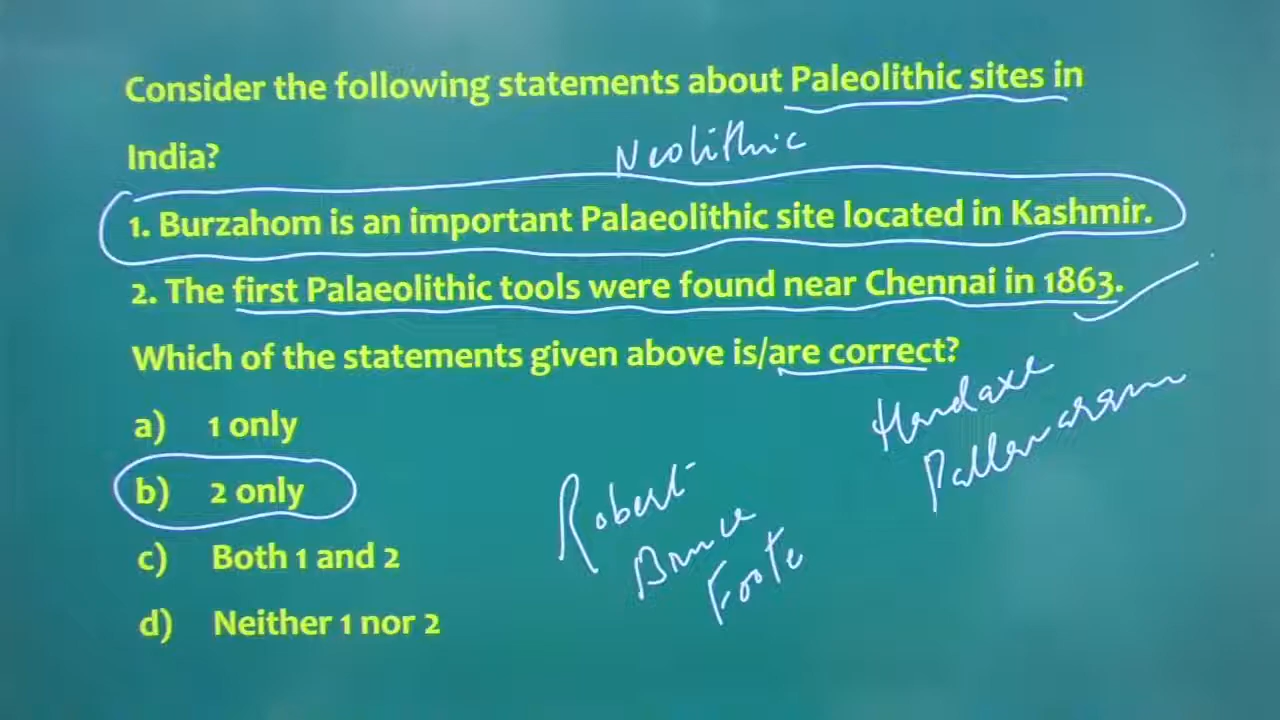 Consider the following statements about Paleolithic sites in
India?
Neolithic
1. Burzahom is an important Palaeolithic site located in Kashmir.
2. The first Palaeolithic tools were found near Chennai in 1863.
Which of the statements given above is/are correct?
Handaxe
Pallavaram
a) 1 only
b) 2 only
Robert
Bruce
Foote
c) Both 1 and 2
d) Neither 1 nor 2